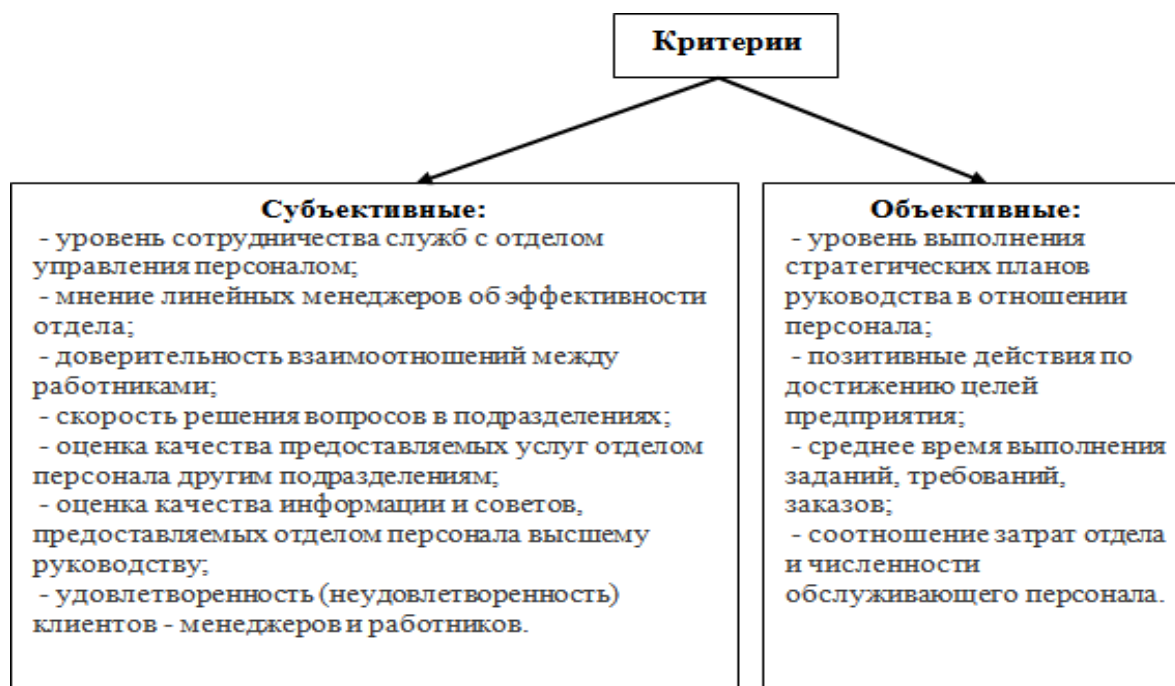 Критерии
Субъективные:
- уровень сотрудничества служб с отделом
управления персоналом;
- мнение линейных менеджеров об эффективности
отдела;
- доверительность взаимоотношений между
работниками;
- скорость решения вопросов в подразделениях;
- оценка качества предоставляемых услуг отделом
персонала другим подразделениям;
- оценка качества информации и советов,
предоставляемых отделом персонала высшему
руководству;
- удовлетворенность (неудовлетворенность)
клиентов - менеджеров и работников.
Объективные:
- уровень выполнения
стратегических планов
руководства в отношении
персонала;
- позитивные действия по
достижению целей
предприятия;
- среднее время выполнения
заданий, требований,
заказов;
- соотношение затрат отдела
и численности
обслуживающего персонала.